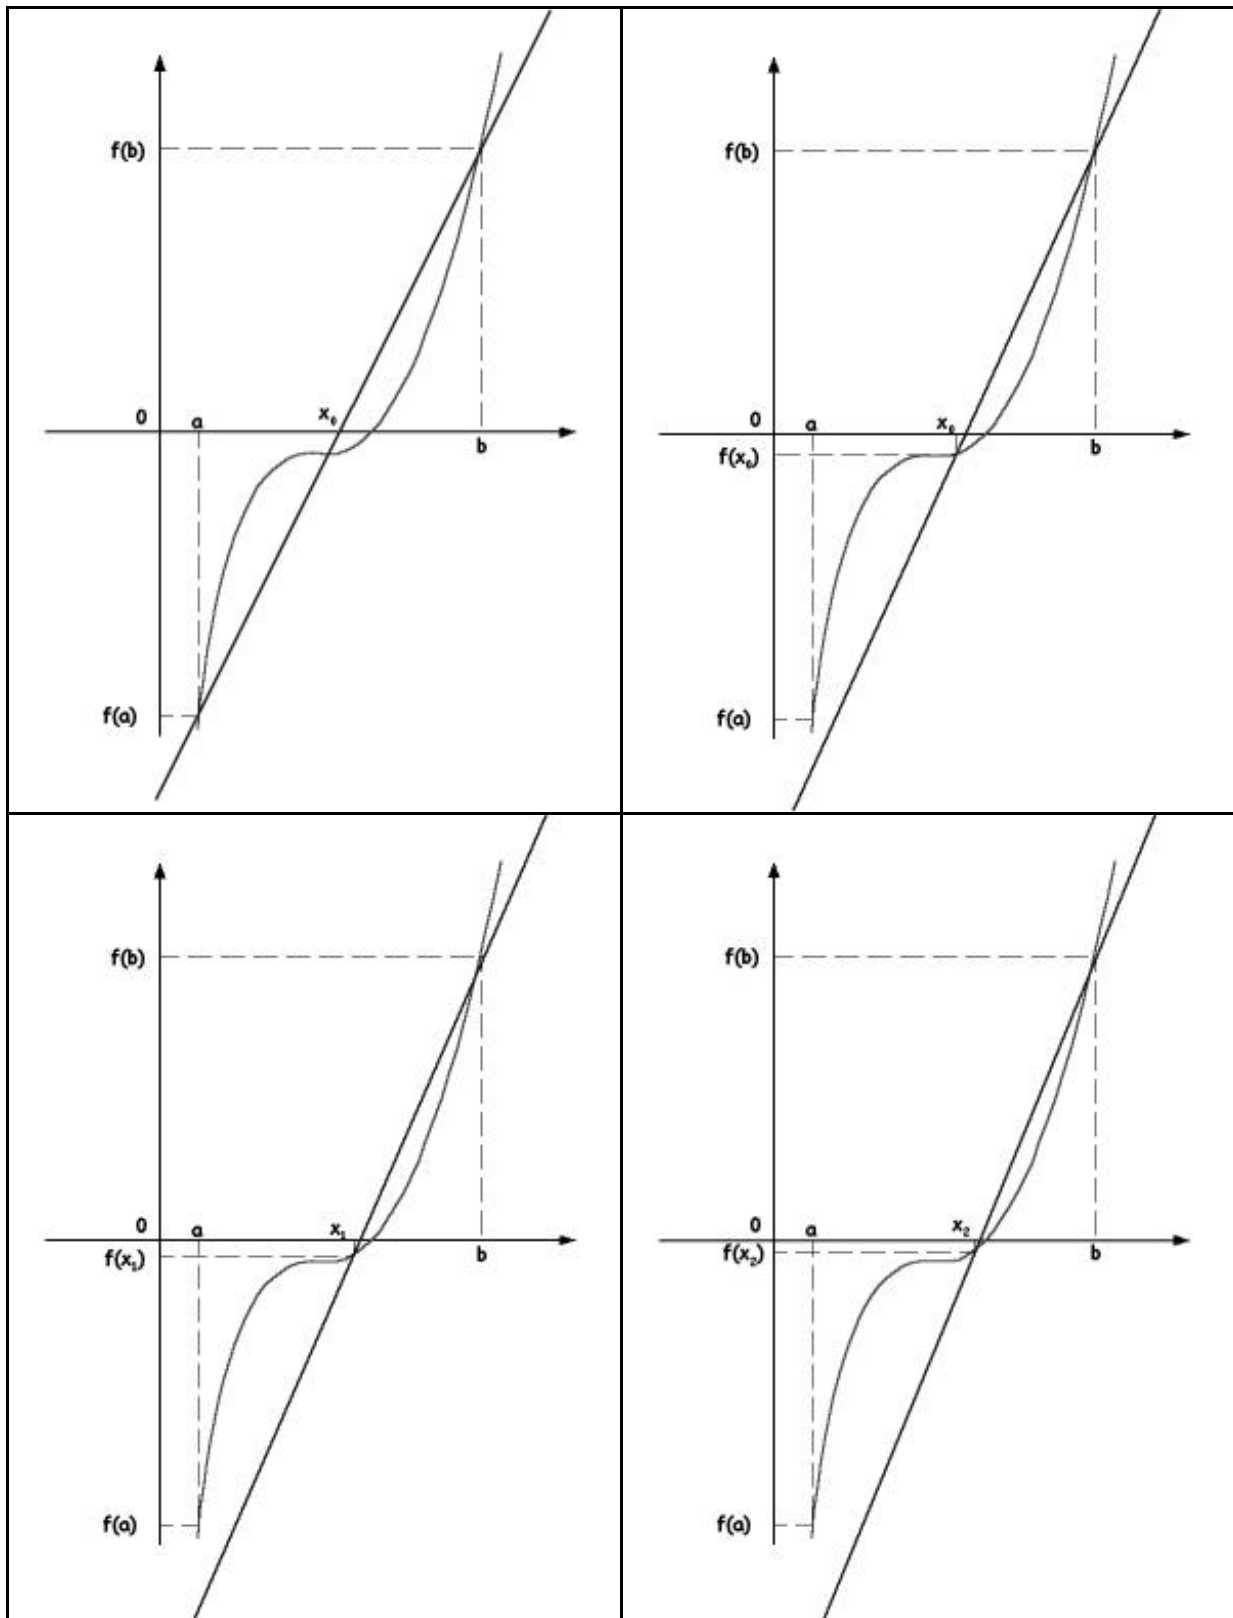 f(b)
0 a x₀ b
f(a)
f(b)
0 a x₀ b
f(x₀)
f(a)
f(b)
0 a x₁ b
f(x₁)
f(a)
f(b)
0 a x₂ b
f(x₂)
f(a)